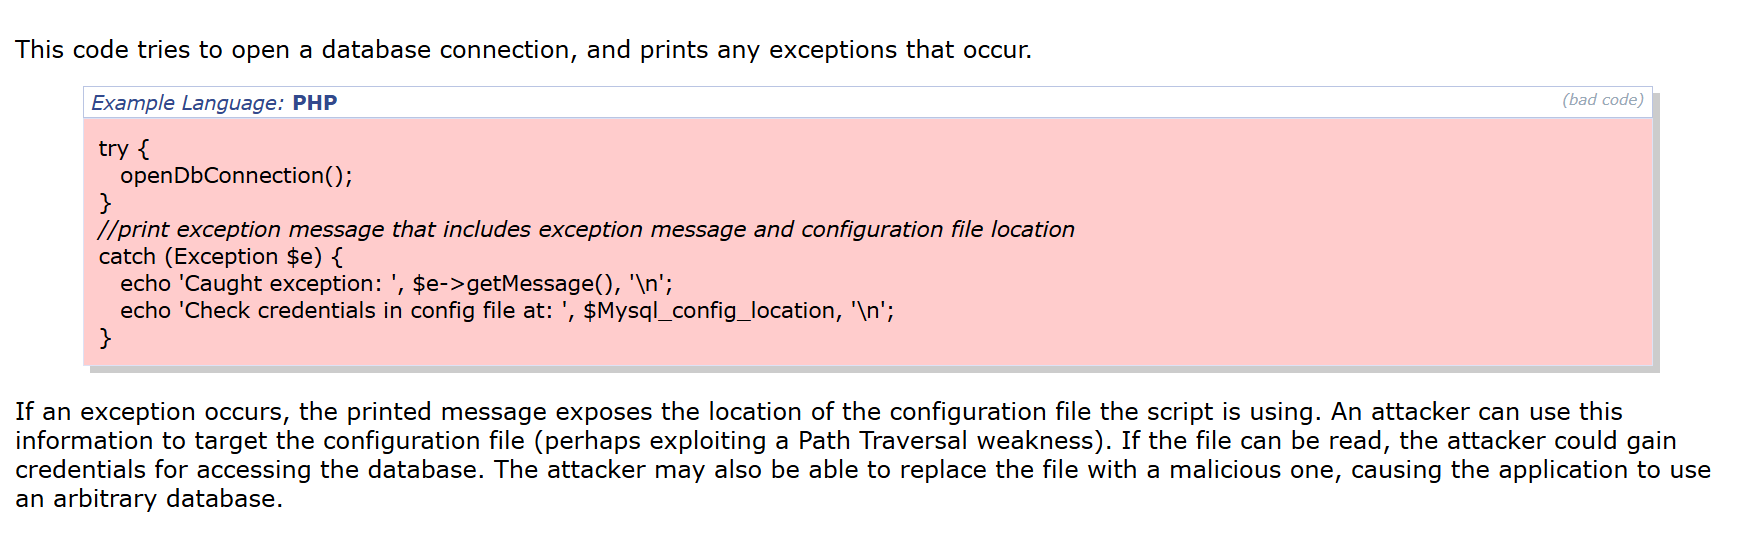 This code tries to open a database connection, and prints any exceptions that occur.
Example Language: PHP
(bad code)
try {
openDbConnection();
}
//print exception message that includes exception message and configuration file location
catch (Exception $e) {
echo 'Caught exception: ', $e->getMessage(), '\n';
echo 'Check credentials in config file at: ', $Mysql_config_location, '\n';
}
If an exception occurs, the printed message exposes the location of the configuration file the script is using. An attacker can use this
information to target the configuration file (perhaps exploiting a Path Traversal weakness). If the file can be read, the attacker could gain
credentials for accessing the database. The attacker may also be able to replace the file with a malicious one, causing the application to use
an arbitrary database.